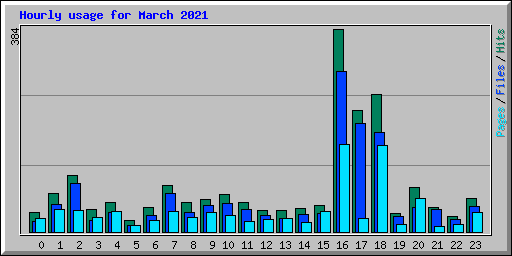 Hourly usage for March 2021
384
Pages/Files/Hits
0 1 2 3 4 5 6 7 8 9 10 11 12 13 14 15 16 17 18 19 20 21 22 23